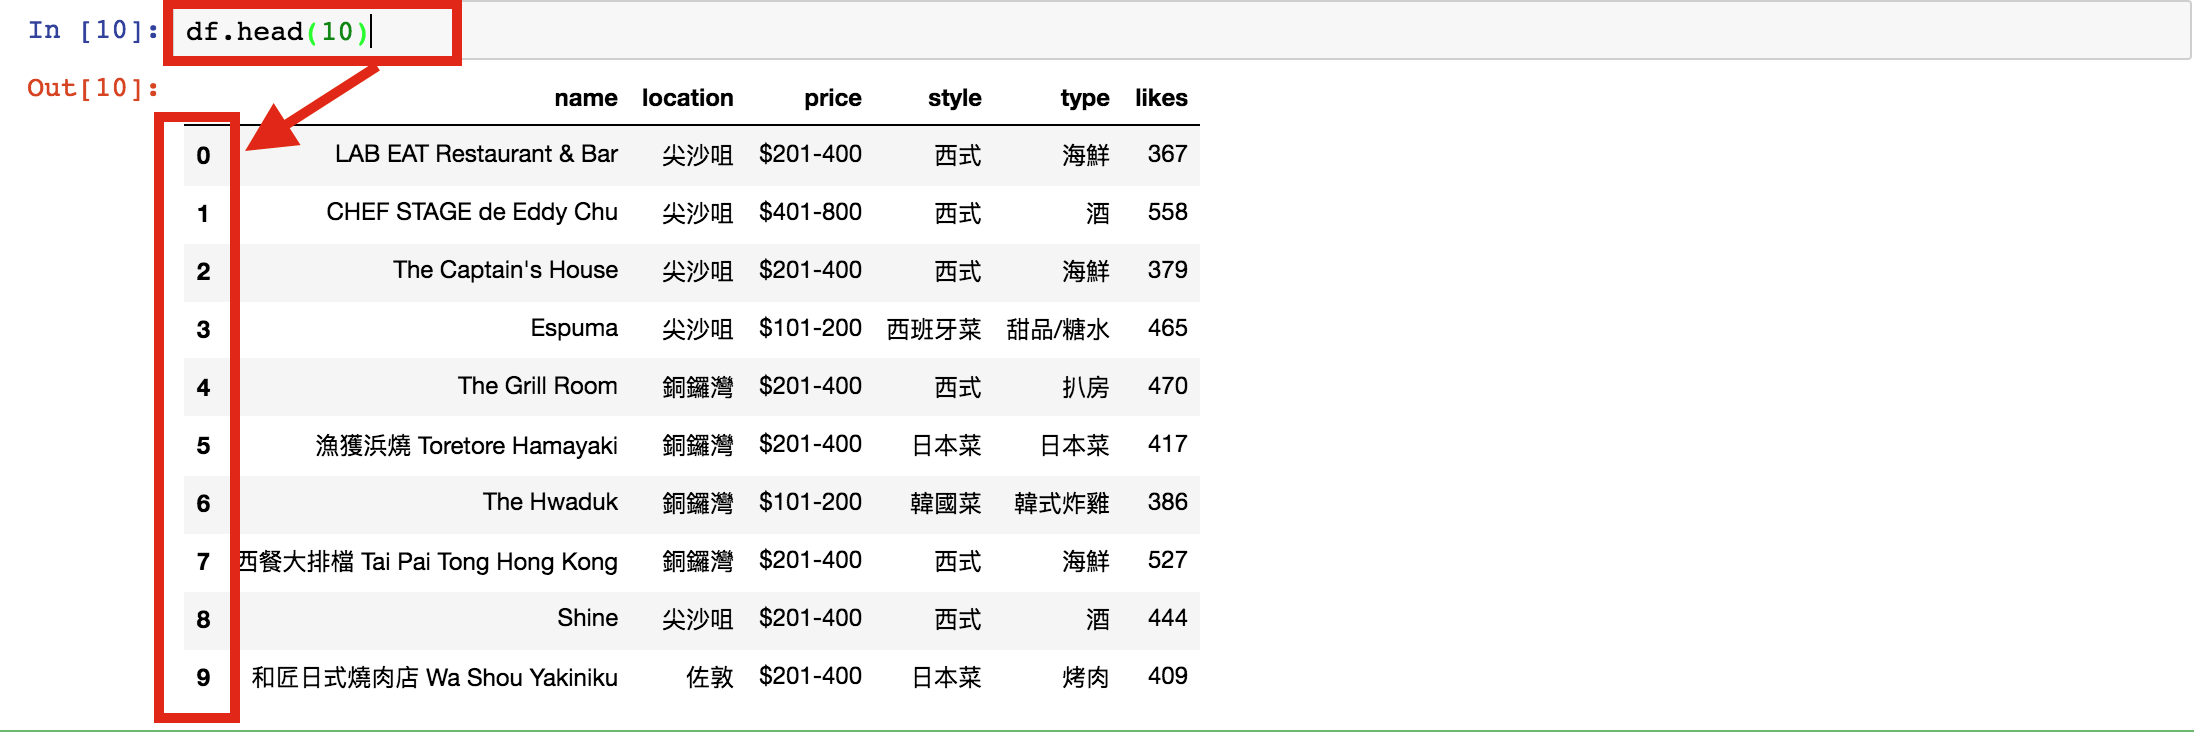 In [10]: df.head(10)
Out[10]:
name location price style type likes
0 LAB EAT Restaurant & Bar 尖沙咀 $201-400 西式 海鮮 367
1 CHEF STAGE de Eddy Chu 尖沙咀 $401-800 西式 酒 558
2 The Captain's House 尖沙咀 $201-400 西式 海鮮 379
3 Espuma 尖沙咀 $101-200 西班牙菜 甜品/糖水 465
4 The Grill Room 銅鑼灣 $201-400 西式 扒房 470
5 漁獲浜燒 Toretore Hamayaki 銅鑼灣 $201-400 日本菜 日本菜 417
6 The Hwaduk 銅鑼灣 $101-200 韓國菜 韓式炸雞 386
7 西餐大排檔 Tai Pai Tong Hong Kong 銅鑼灣 $201-400 西式 海鮮 527
8 Shine 尖沙咀 $201-400 西式 酒 444
9 和匠日式燒肉店 Wa Shou Yakiniku 佐敦 $201-400 日本菜 烤肉 409